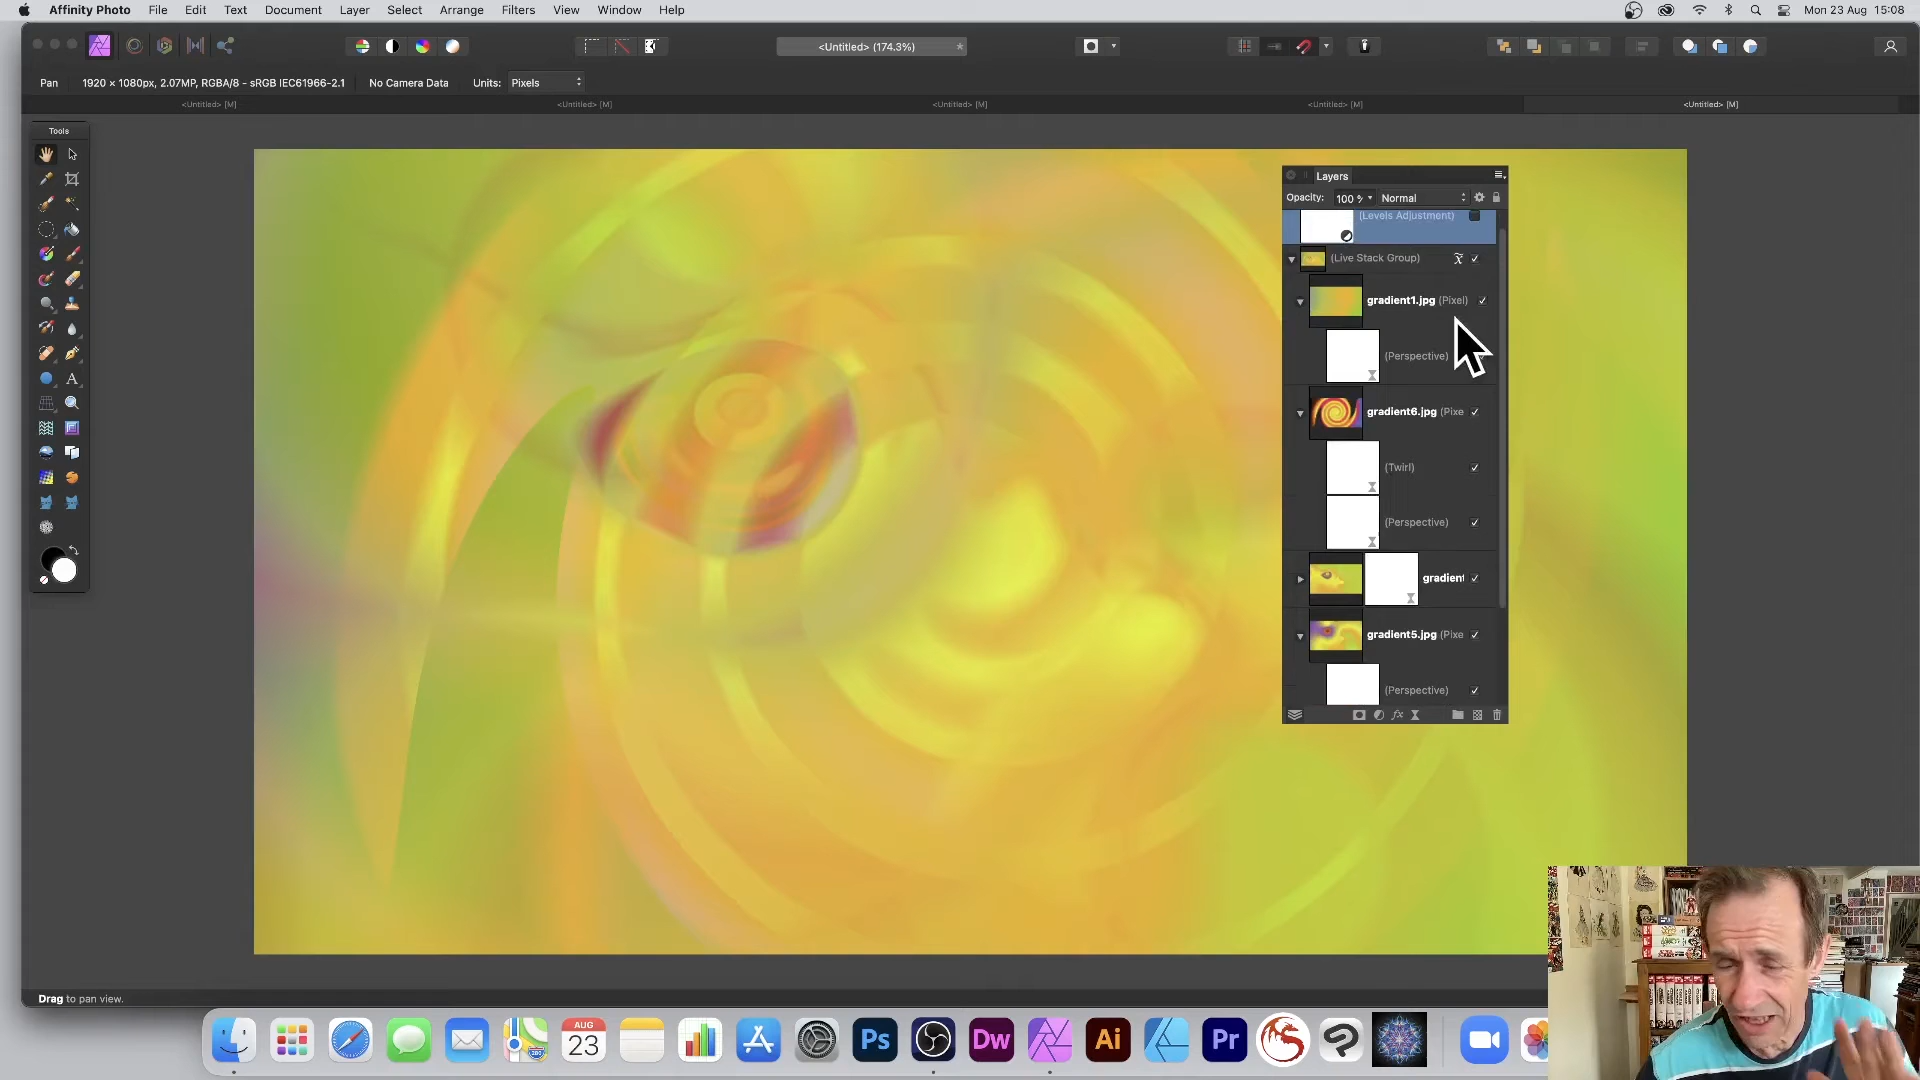 Affinity Photo File Edit Text Document Layer Select Arrange Filters View Window Help
Mon 23 Aug 15:08
<Untitled> (174.3%)
Pan 1920 × 1080px, 2.07MP, RGBA/8 - sRGB IEC61966-2.1 No Camera Data Units: Pixels
<Untitled> [M] <Untitled> [M] <Untitled> [M] <Untitled> [M] <Untitled> [M]
Tools
Layers
Opacity: 100 % Normal
(Levels Adjustment)
(Live Stack Group)
gradient1.jpg (Pixel)
(Perspective)
gradient6.jpg (Pixe
(Twirl)
(Perspective)
gradient
gradient5.jpg (Pixe
(Perspective)
Drag to pan view.
AUG
23
280
Ps
Dw
Ai
Pr